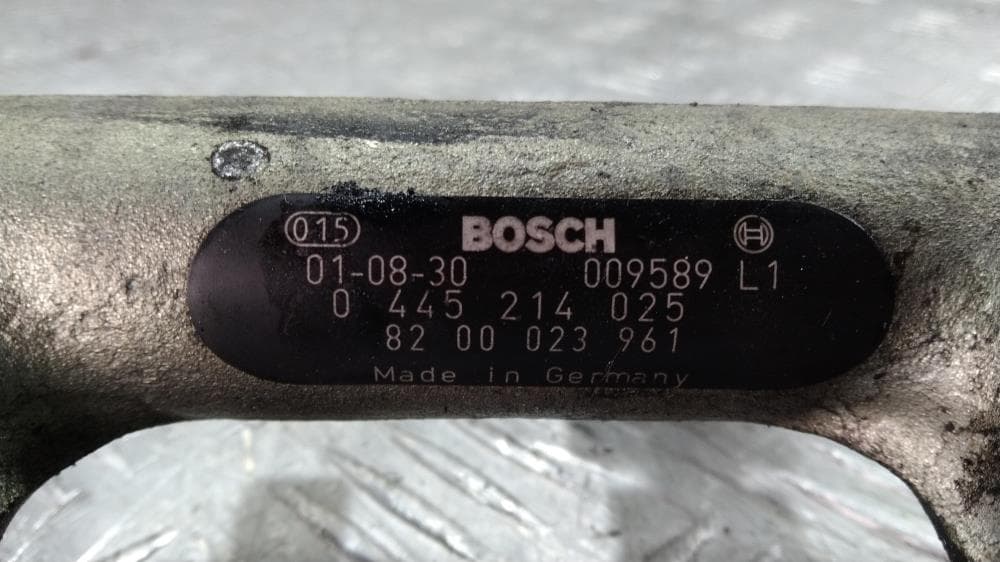 015 BOSCH
01-08-30 009589 L1
0 445 214 025
82 00 023 961
Made in Germany